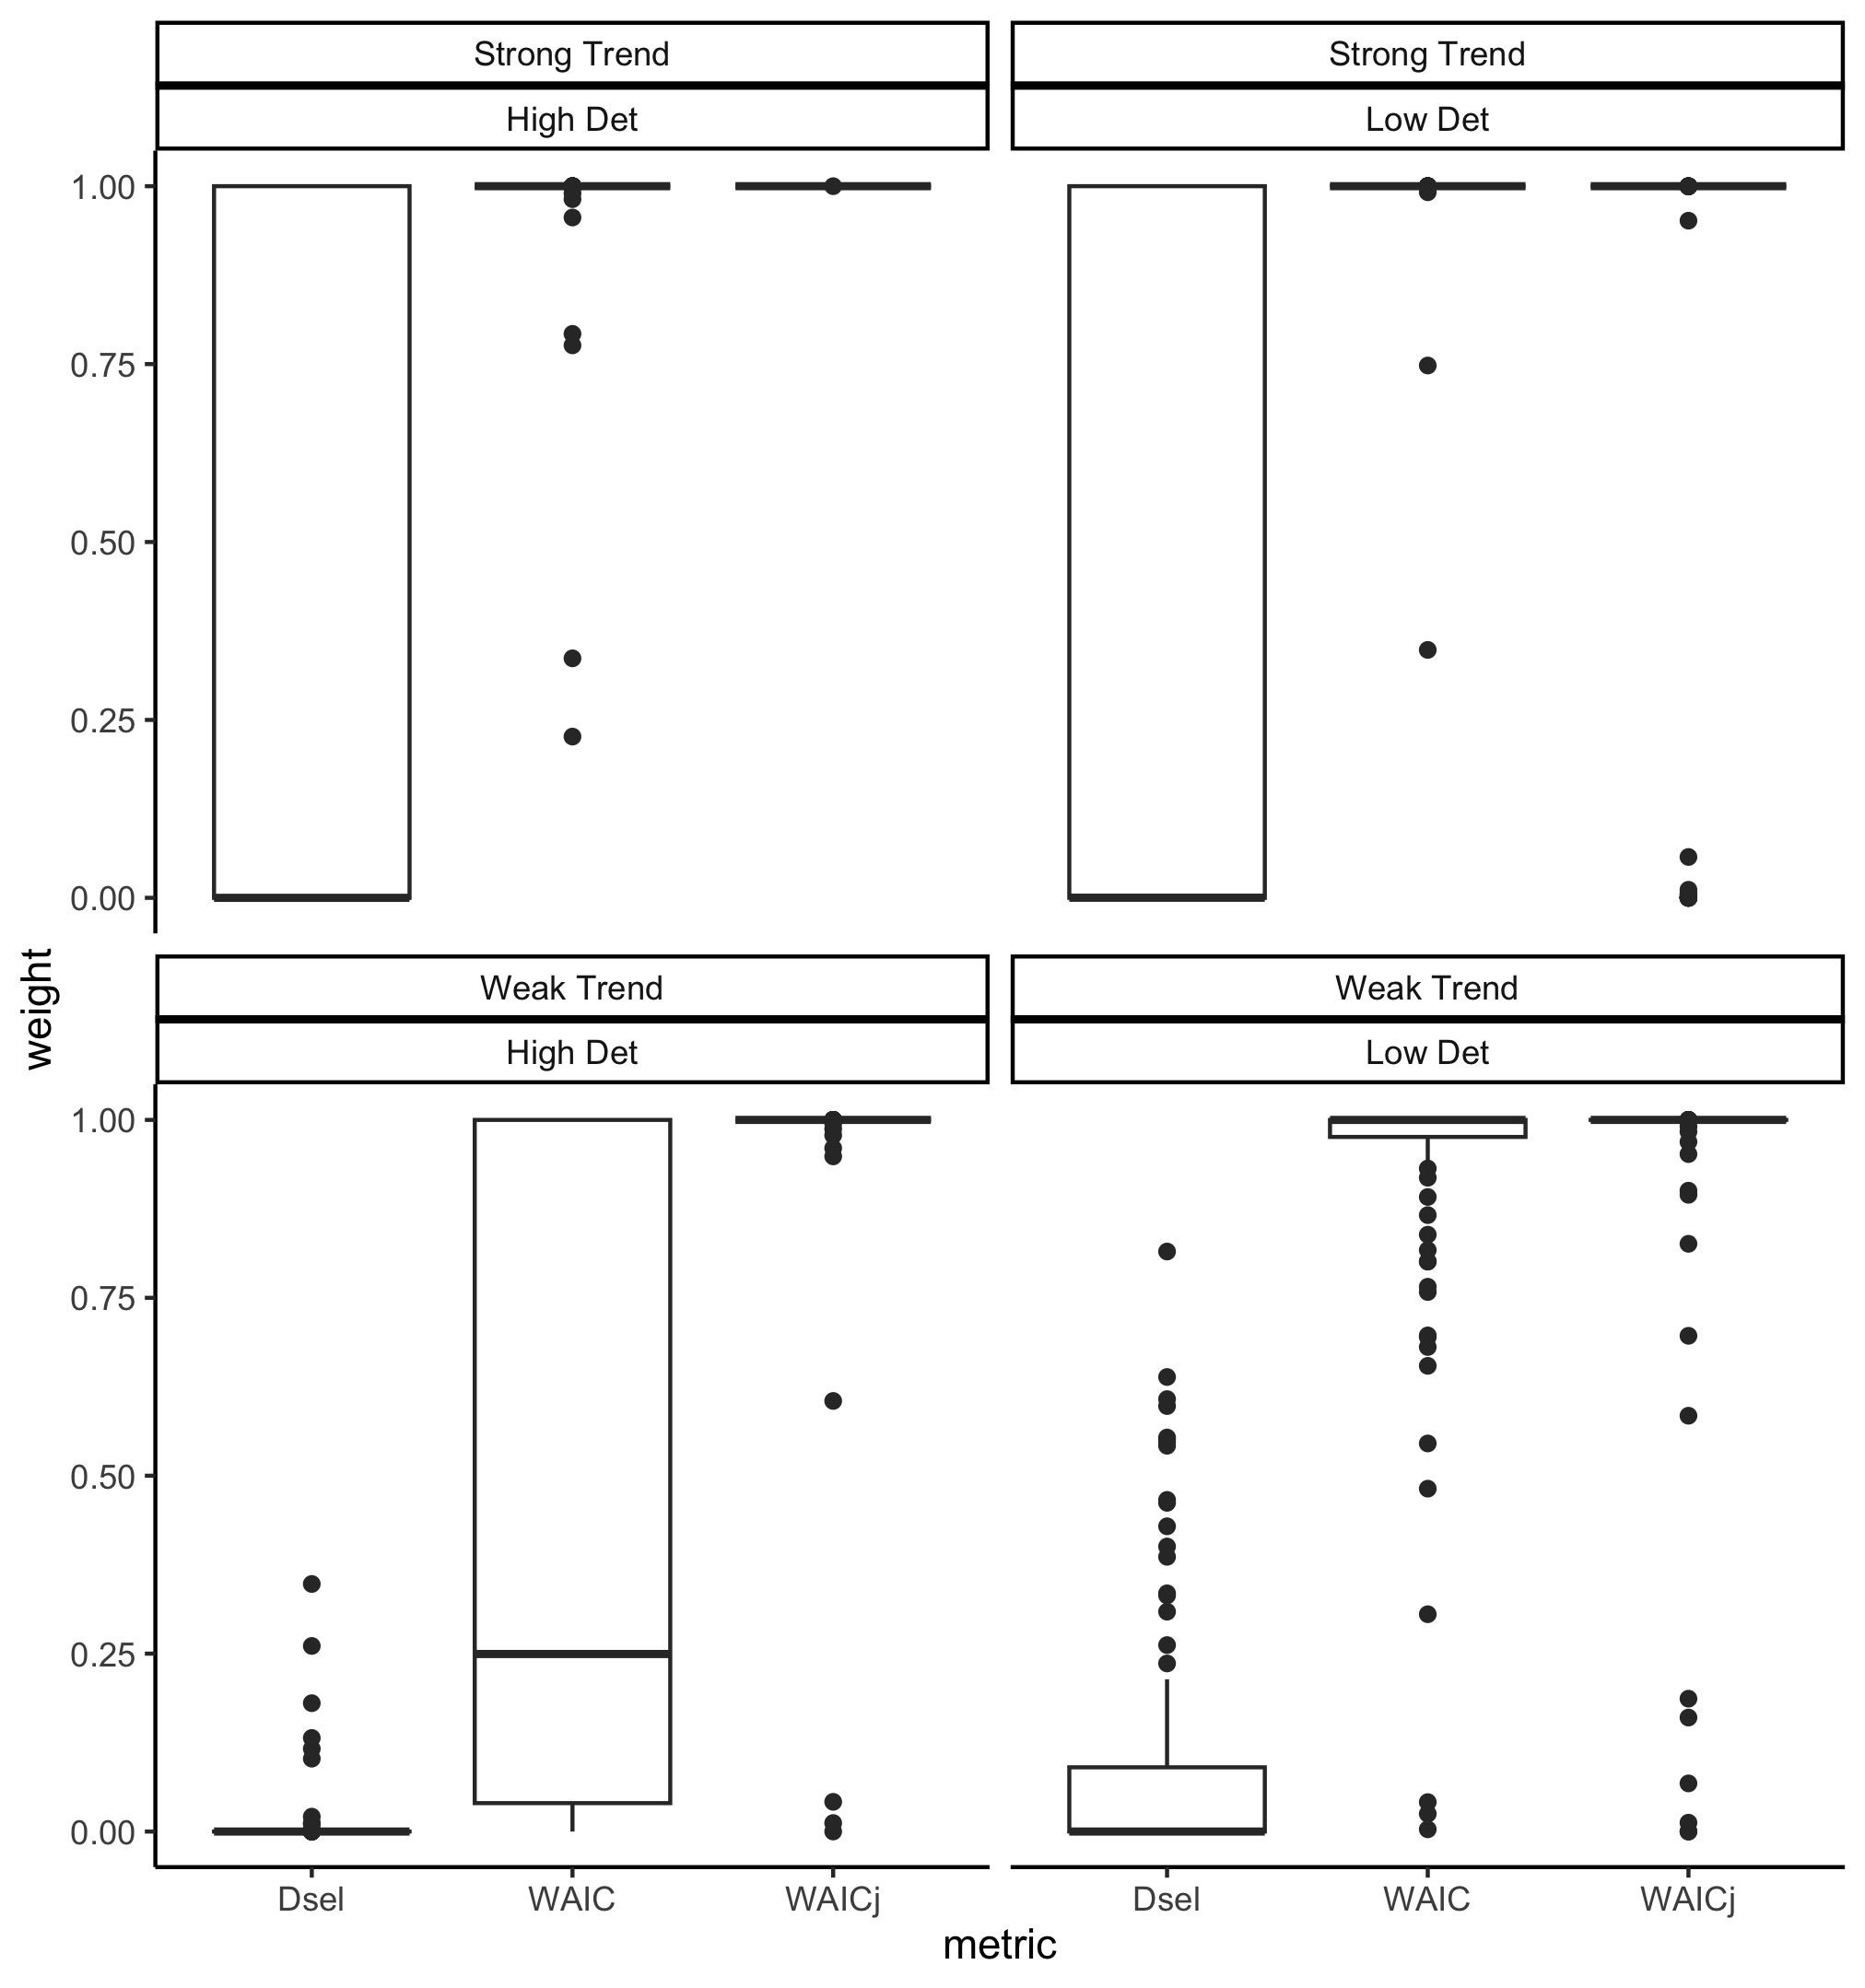 Strong Trend
High Det
Strong Trend
Low Det
1.00
0.75
0.50
0.25
0.00
Weak Trend
High Det
Weak Trend
Low Det
1.00
0.75
0.50
0.25
0.00
weight
Dsel WAIC WAICj
Dsel WAIC WAICj
metric